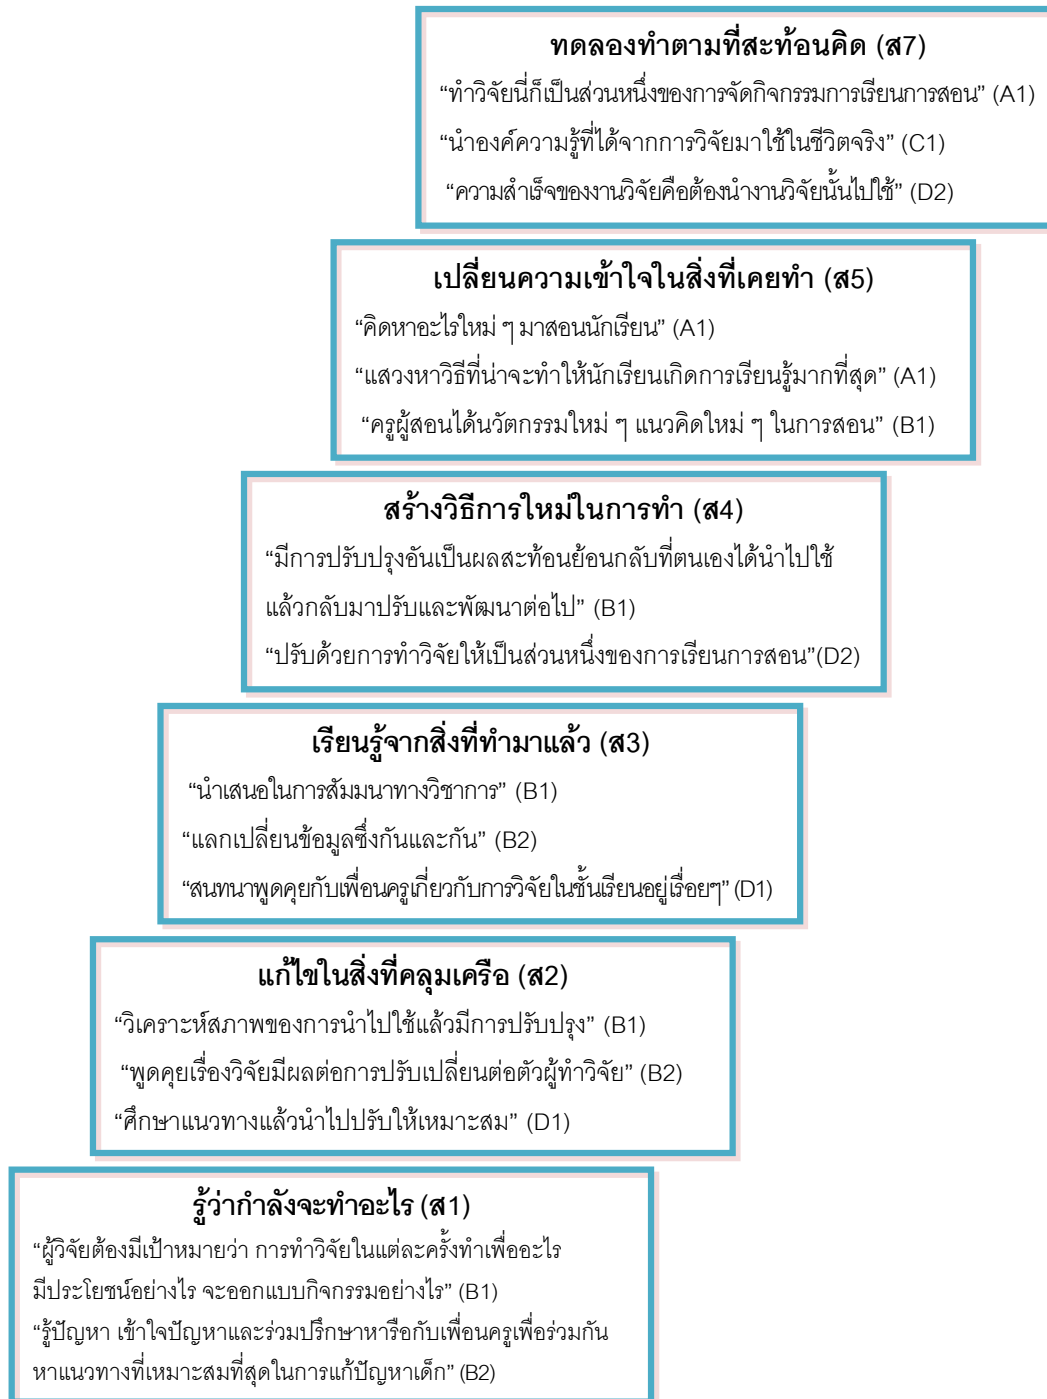 ทดลองทำตามที่สะท้อนคิด (ส7)
“ทำวิจัยนี่ก็เป็นส่วนหนึ่งของการจัดกิจกรรมการเรียนการสอน” (A1)
“นำองค์ความรู้ที่ได้จากการวิจัยมาใช้ในชีวิตจริง” (C1)
“ความสำเร็จของงานวิจัยคือต้องนำงานวิจัยนั้นไปใช้” (D2)
เปลี่ยนความเข้าใจในสิ่งที่เคยทำ (ส5)
“คิดหาอะไรใหม่ ๆ มาสอนนักเรียน” (A1)
“แสวงหาวิธีที่น่าจะทำให้นักเรียนเกิดการเรียนรู้มากที่สุด” (A1)
“ครูผู้สอนได้นวัตกรรมใหม่ ๆ แนวคิดใหม่ ๆ ในการสอน” (B1)
สร้างวิธีการใหม่ในการทำ (ส4)
“มีการปรับปรุงอันเป็นผลสะท้อนย้อนกลับที่ตนเองได้นำไปใช้
แล้วกลับมาปรับและพัฒนาต่อไป” (B1)
“ปรับด้วยการทำวิจัยให้เป็นส่วนหนึ่งของการเรียนการสอน”(D2)
เรียนรู้จากสิ่งที่ทำมาแล้ว (ส3)
“นำเสนอในการสัมมนาทางวิชาการ” (B1)
“แลกเปลี่ยนข้อมูลซึ่งกันและกัน” (B2)
“สนทนาพูดคุยกับเพื่อนครูเกี่ยวกับการวิจัยในชั้นเรียนอยู่เรื่อยๆ” (D1)
แก้ไขในสิ่งที่คลุมเครือ (ส2)
“วิเคราะห์สภาพของการนำไปใช้แล้วมีการปรับปรุง” (B1)
“พูดคุยเรื่องวิจัยมีผลต่อการปรับเปลี่ยนต่อตัวผู้ทำวิจัย” (B2)
“ศึกษาแนวทางแล้วนำไปปรับให้เหมาะสม” (D1)
รู้ว่ากำลังจะทำอะไร (ส1)
“ผู้วิจัยต้องมีเป้าหมายว่า การทำวิจัยในแต่ละครั้งทำเพื่ออะไร
มีประโยชน์อย่างไร จะออกแบบกิจกรรมอย่างไร” (B1)
“รู้ปัญหา เข้าใจปัญหาและร่วมปรึกษาหารือกับเพื่อนครูเพื่อร่วมกัน
หาแนวทางที่เหมาะสมที่สุดในการแก้ปัญหาเด็ก” (B2)